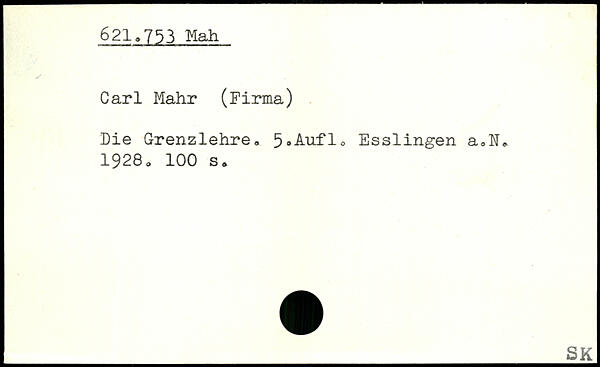 621.753 Mah
Carl Mahr (Firma)
Die Grenzlehre. 5.Aufl. Esslingen a.N.
1928. 100 s.
SK